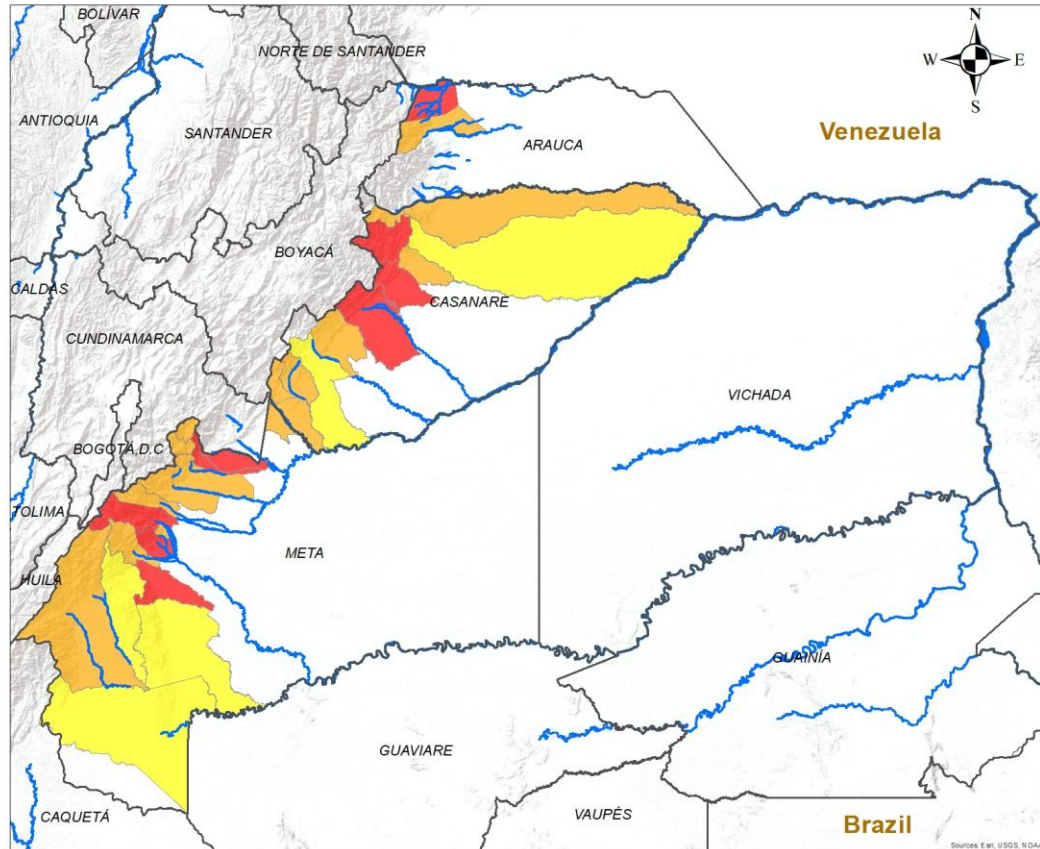 BOLÍVAR
NORTE DE SANTANDER
N
W
E
S
ANTIOQUIA
SANTANDER
Venezuela
ARAUCA
BOYACÁ
CALDAS
CASANARE
CUNDINAMARCA
VICHADA
BOGOTÁ,D.C
TOLIMA
META
HUILA
GUAINÍA
GUAVIARE
CAQUETÁ
VAUPÉS
Brazil
Sources: Esri, USGS, NOAA